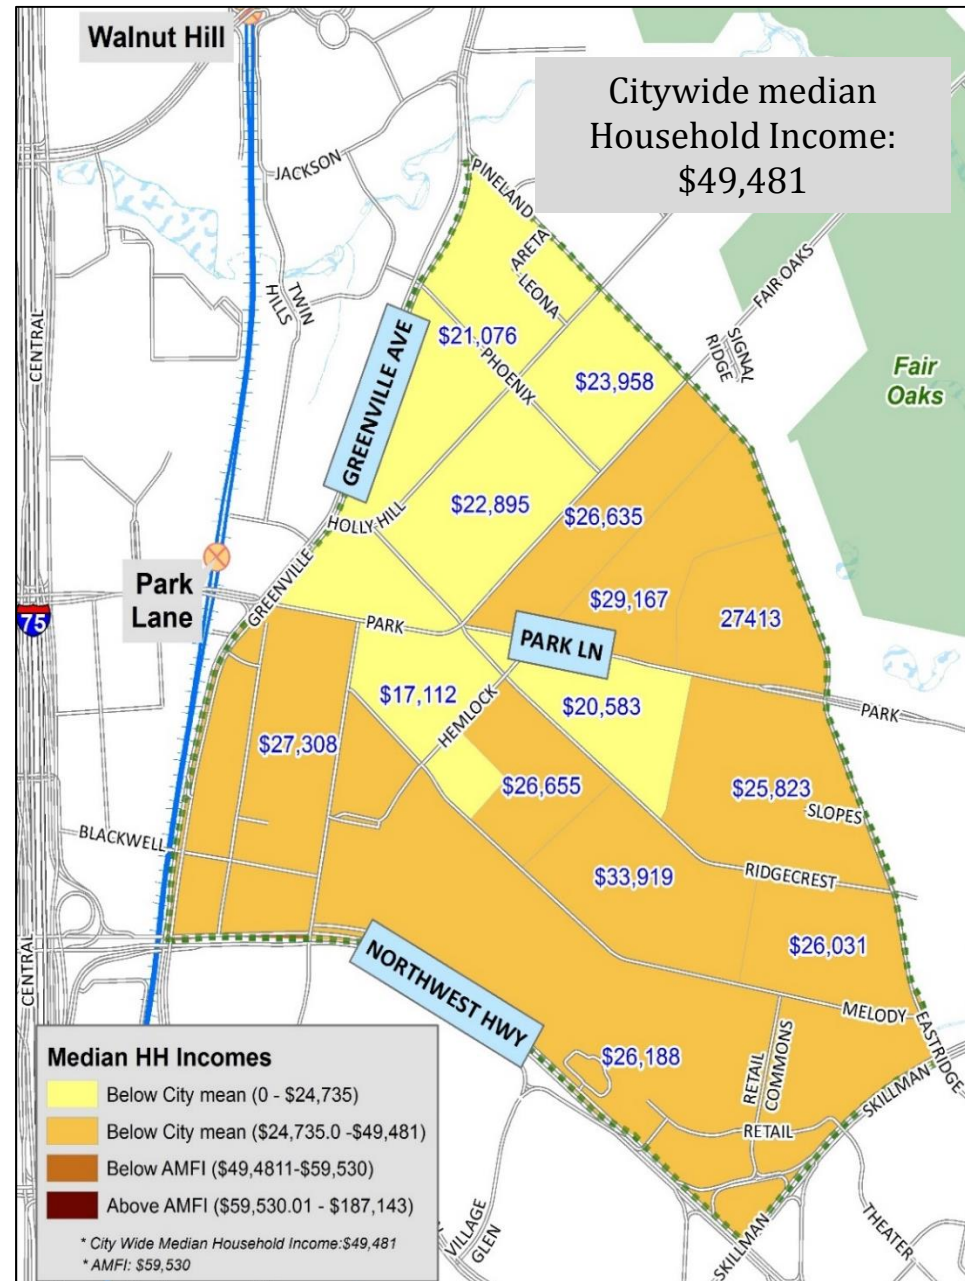 Walnut Hill
Citywide median
Household Income:
$49,481
JACKSON
PINELAND
ARETA
LEONA
FAIR OAKS
TWIN
HILLS
CENTRAL
SIGNAL
RIDGE
Fair
Oaks
$21,076
PHOENIX
$23,958
GREENVILLE AVE
$22,895
HOLLY HILL
$26,635
GREENVILLE
Park
Lane
75
$29,167
27413
PARK
PARK LN
PARK
$17,112
HEMLOCK
$20,583
$27,308
$26,655
$25,823
SLOPES
BLACKWELL
$33,919
RIDGECREST
CENTRAL
$26,031
NORTHWEST HWY
MELODY
EASTRIDGE
$26,188
RETAIL
COMMONS
SKILLMAN
RETAIL
VILLAGE
GLEN
THEATER
SKILLMAN
Median HH Incomes
Below City mean (0 - $24,735)
Below City mean ($24,735.0 -$49,481)
Below AMFI ($49,4811-$59,530)
Above AMFI ($59,530.01 - $187,143)
* City Wide Median Household Income:$49,481
* AMFI: $59,530